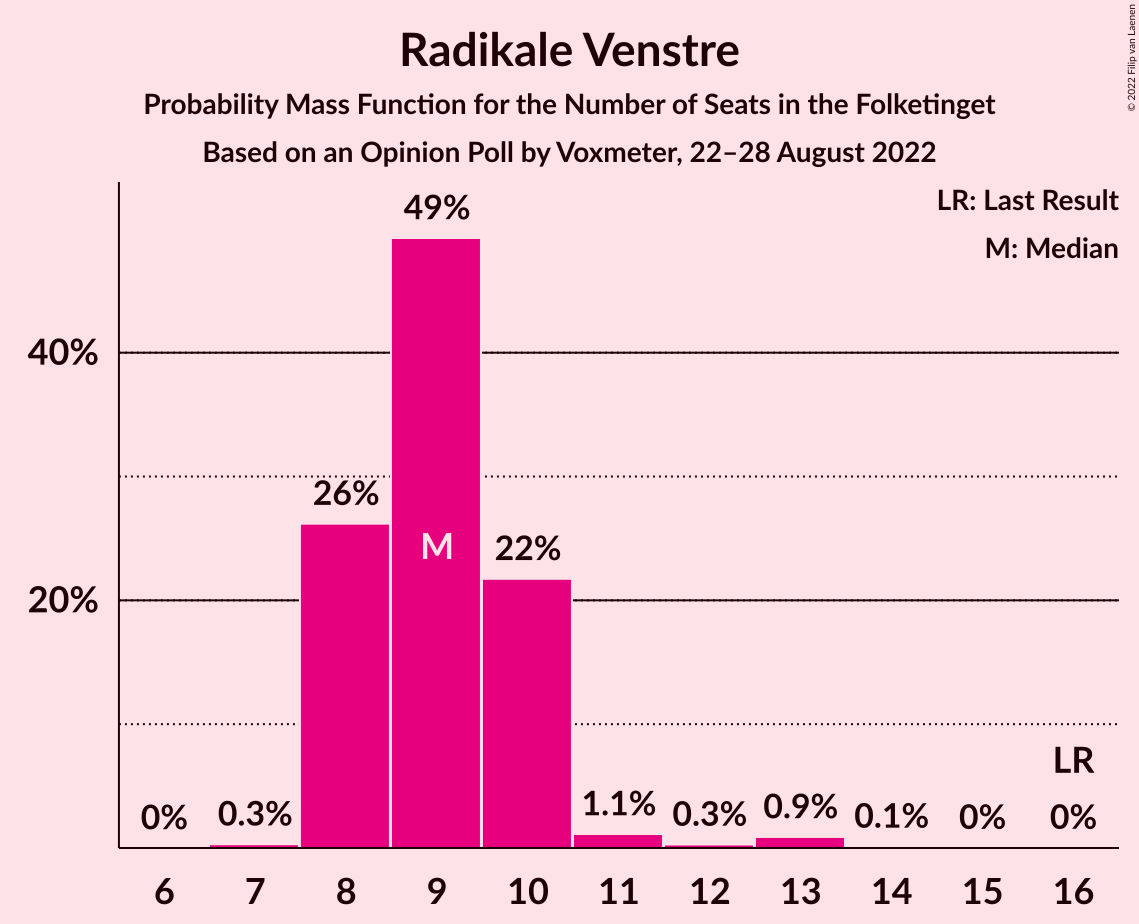 Radikale Venstre
Probability Mass Function for the Number of Seats in the Folketinget
Based on an Opinion Poll by Voxmeter, 22–28 August 2022
© 2022 Filip van Laenen
LR: Last Result
M: Median
49%
40%
26%
M
22%
20%
LR
0%
0.3%
1.1%
0.3%
0.9%
0.1%
0%
0%
6 7 8 9 10 11 12 13 14 15 16